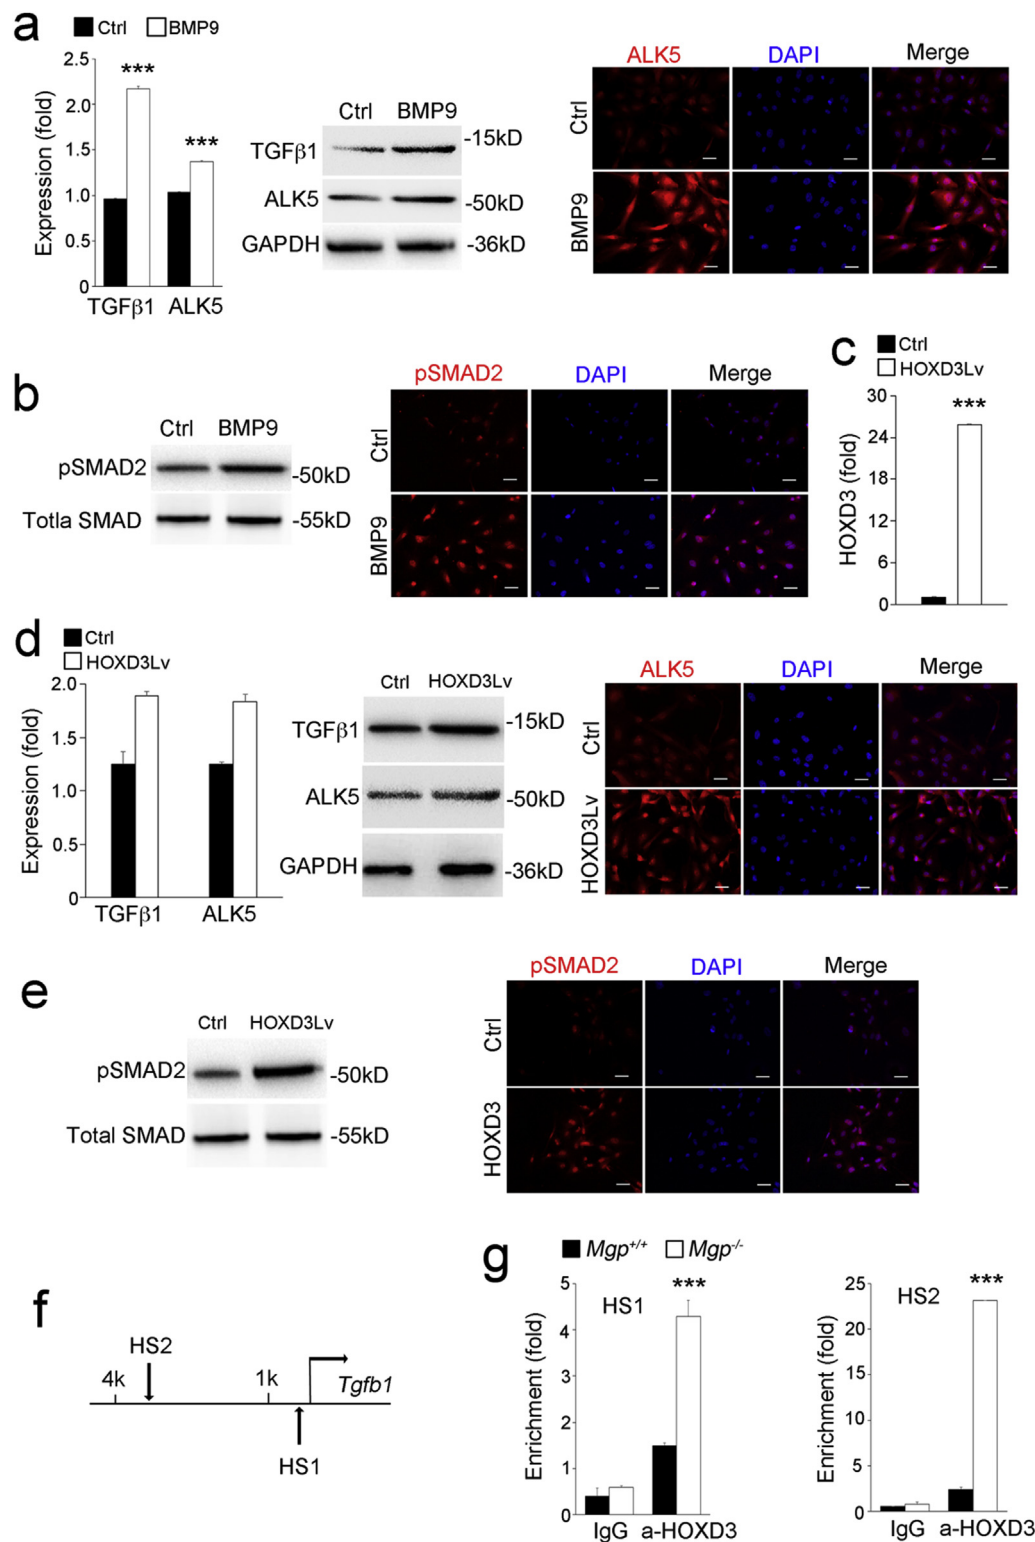 a
Ctrl BMP9
Expression (fold)
2.5
2.0
1.0
1.5
0
TGFβ1 ALK5
*** ***
Ctrl BMP9
TGFβ1 -15kD
ALK5 -50kD
GAPDH -36kD
ALK5 DAPI Merge
Ctrl
BMP9
b
Ctrl BMP9
pSMAD2 -50kD
Totla SMAD -55kD
pSMAD2 DAPI Merge
Ctrl
BMP9
c
Ctrl
HOXD3Lv
HOXD3 (fold)
30
26
18
12
6
0
***
d
Ctrl
HOXD3Lv
Expression (fold)
2.0
1.5
1.0
0.5
0
TGFβ1 ALK5
Ctrl HOXD3Lv
TGFβ1 -15kD
ALK5 -50kD
GAPDH -36kD
ALK5 DAPI Merge
Ctrl
HOXD3Lv
e
Ctrl HOXD3Lv
pSMAD2 -50kD
Total SMAD -55kD
pSMAD2 DAPI Merge
Ctrl
HOXD3
f
HS2
4k 1k Tgfb1
HS1
g
Mgp+/+ Mgp-/-
Enrichment (fold)
5
4
3
2
1
0
HS1
***
IgG a-HOXD3
Enrichment (fold)
25
20
15
10
5
0
HS2
***
IgG a-HOXD3